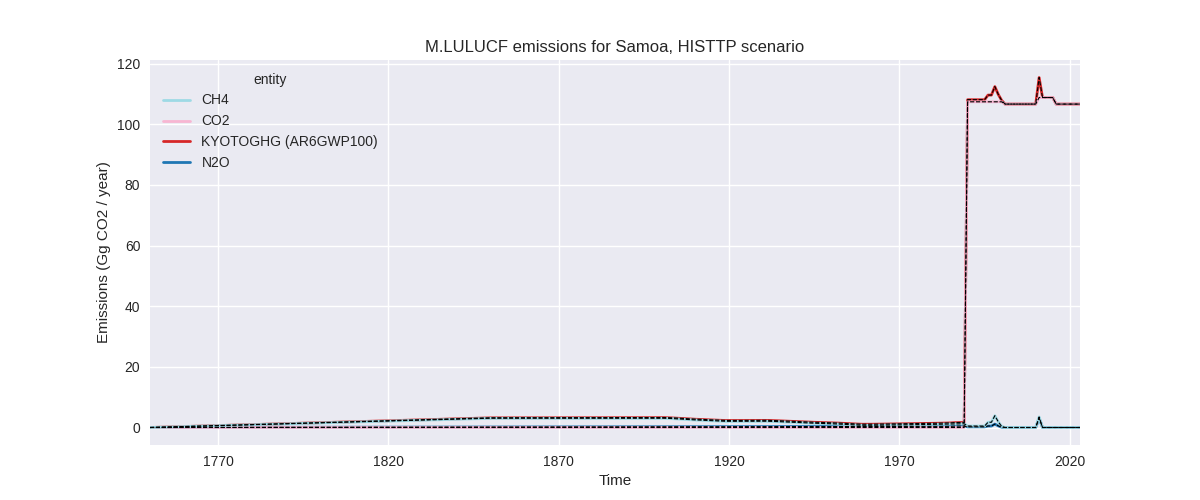 M.LULUCF emissions for Samoa, HISTTP scenario
120
100
80
60
40
20
0
Emissions (Gg CO2 / year)
entity
CH4
CO2
KYOTOGHG (AR6GWP100)
N2O
1770
1820
1870
1920
1970
2020
Time